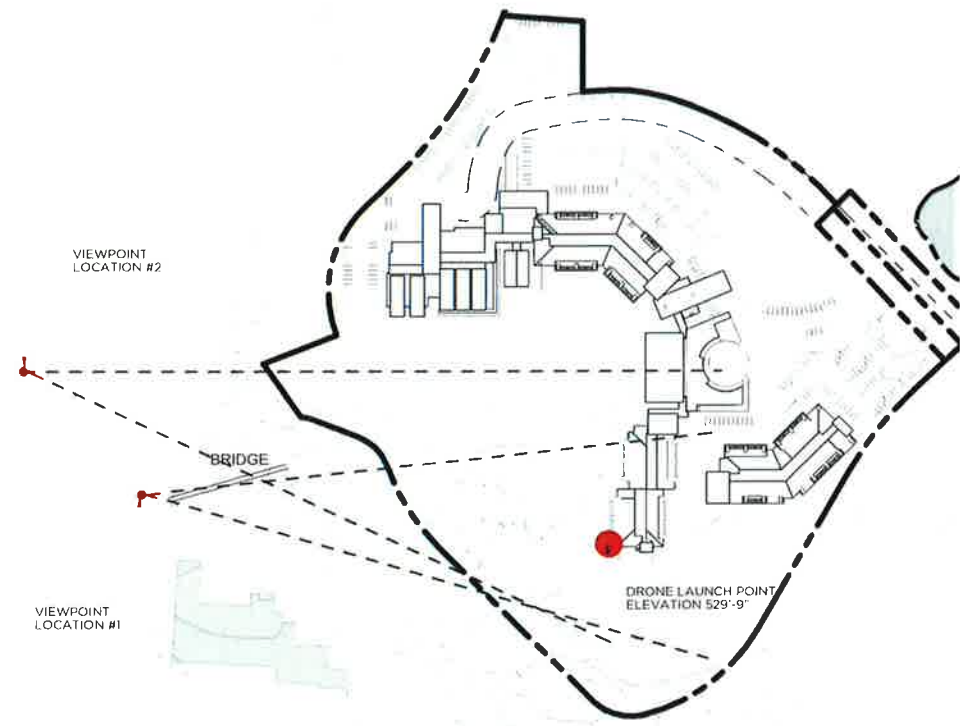 VIEWPOINT
LOCATION #2
BRIDGE
DRONE LAUNCH POINT
ELEVATION 529'-9"
VIEWPOINT
LOCATION #1